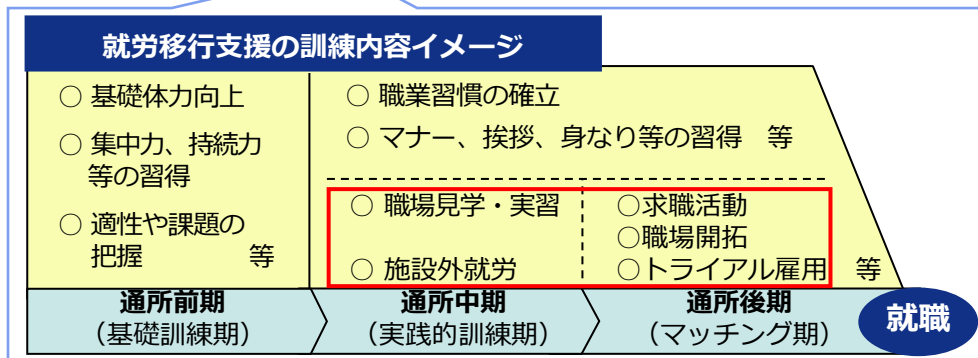 就労移行支援の訓練内容イメージ
○ 基礎体力向上
○ 集中力、持続力
等の習得
○ 適性や課題の
把握　　　　等
○ 職業習慣の確立
○ マナー、挨拶、身なり等の習得　等
○ 職場見学・実習
○ 施設外就労
○求職活動
○職場開拓
○トライアル雇用　等
通所前期
（基礎訓練期）
通所中期
（実践的訓練期）
通所後期
（マッチング期）
就職